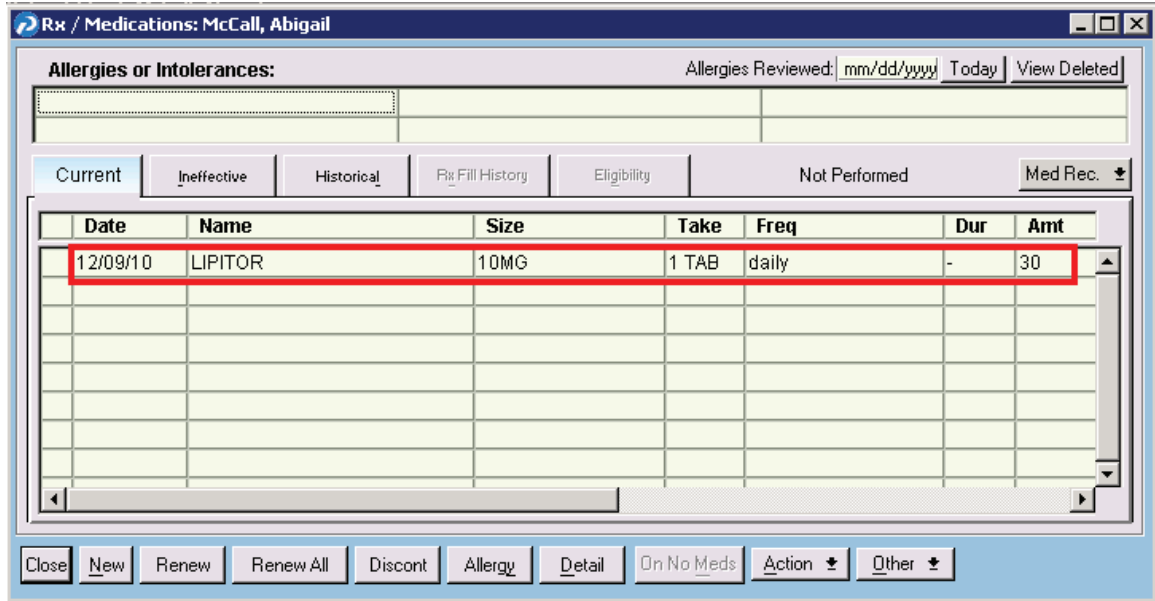 Rx / Medications: McCall, Abigail
Allergies or Intolerances: Allergies Reviewed: mm/dd/yyyy Today View Deleted
Current Ineffective Historical Rx Fill History Eligibility Not Performed Med Rec.
Date Name Size Take Freq Dur Amt
12/09/10 LIPITOR 10MG 1 TAB daily - 30
Close New Renew Renew All Discont Allergy Detail On No Meds Action Other